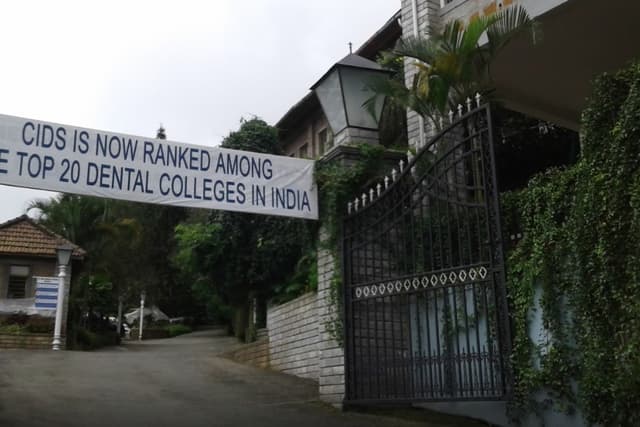 CIDS IS NOW RANKED AMONG
TOP 20 DENTAL COLLEGES IN INDIA